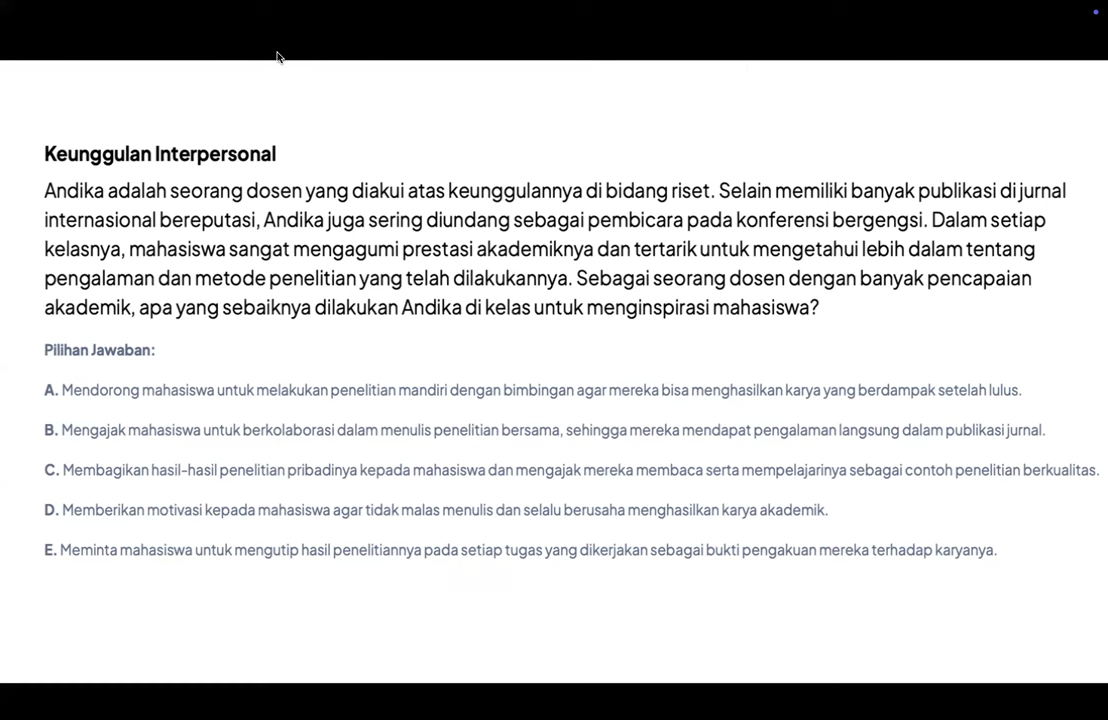 Keunggulan Interpersonal
Andika adalah seorang dosen yang diakui atas keunggulannya di bidang riset. Selain memiliki banyak publikasi di jurnal
internasional bereputasi, Andika juga sering diundang sebagai pembicara pada konferensi bergengsi. Dalam setiap
kelasnya, mahasiswa sangat mengagumi prestasi akademiknya dan tertarik untuk mengetahui lebih dalam tentang
pengalaman dan metode penelitian yang telah dilakukannya. Sebagai seorang dosen dengan banyak pencapaian
akademik, apa yang sebaiknya dilakukan Andika di kelas untuk menginspirasi mahasiswa?
Pilihan Jawaban:
A. Mendorong mahasiswa untuk melakukan penelitian mandiri dengan bimbingan agar mereka bisa menghasilkan karya yang berdampak setelah lulus.
B. Mengajak mahasiswa untuk berkolaborasi dalam menulis penelitian bersama, sehingga mereka mendapat pengalaman langsung dalam publikasi jurnal.
C. Membagikan hasil-hasil penelitian pribadinya kepada mahasiswa dan mengajak mereka membaca serta mempelajarinya sebagai contoh penelitian berkualitas.
D. Memberikan motivasi kepada mahasiswa agar tidak malas menulis dan selalu berusaha menghasilkan karya akademik.
E. Meminta mahasiswa untuk mengutip hasil penelitiannya pada setiap tugas yang dikerjakan sebagai bukti pengakuan mereka terhadap karyanya.